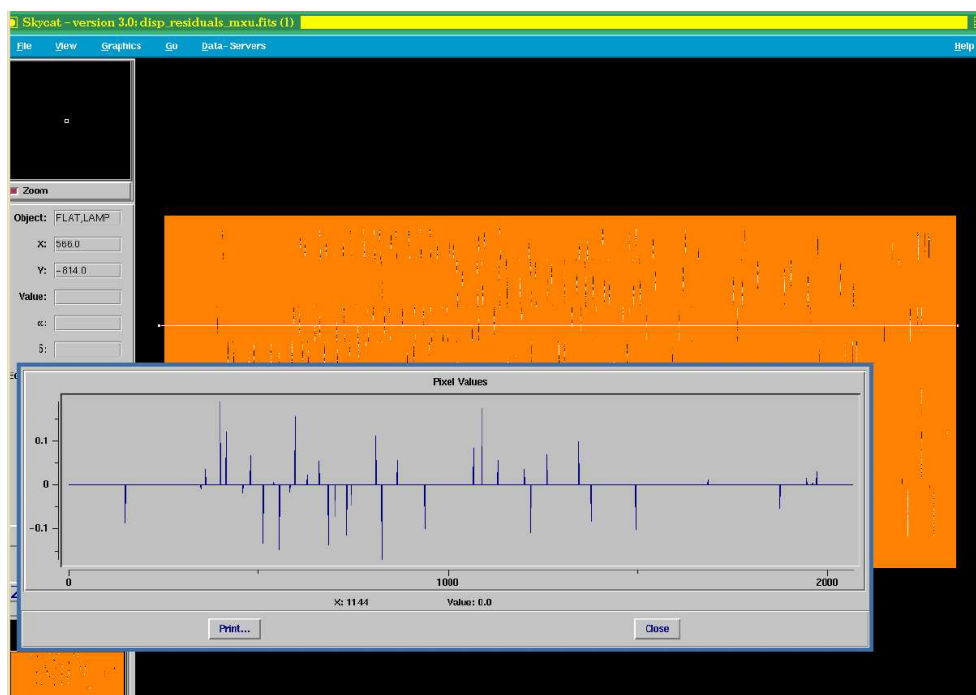 Skycat - version 3.0: disp_residuals_mxu.fits (1)
File View Graphics Go Data-Servers Help
Zoom
Object: FLAT,LAMP
X: 566.0
Y: -814.0
Value:
α:
δ:
Pixel Values
0.1
0
-0.1
0 1000 2000
X: 1144 Value: 0.0
Print... Close